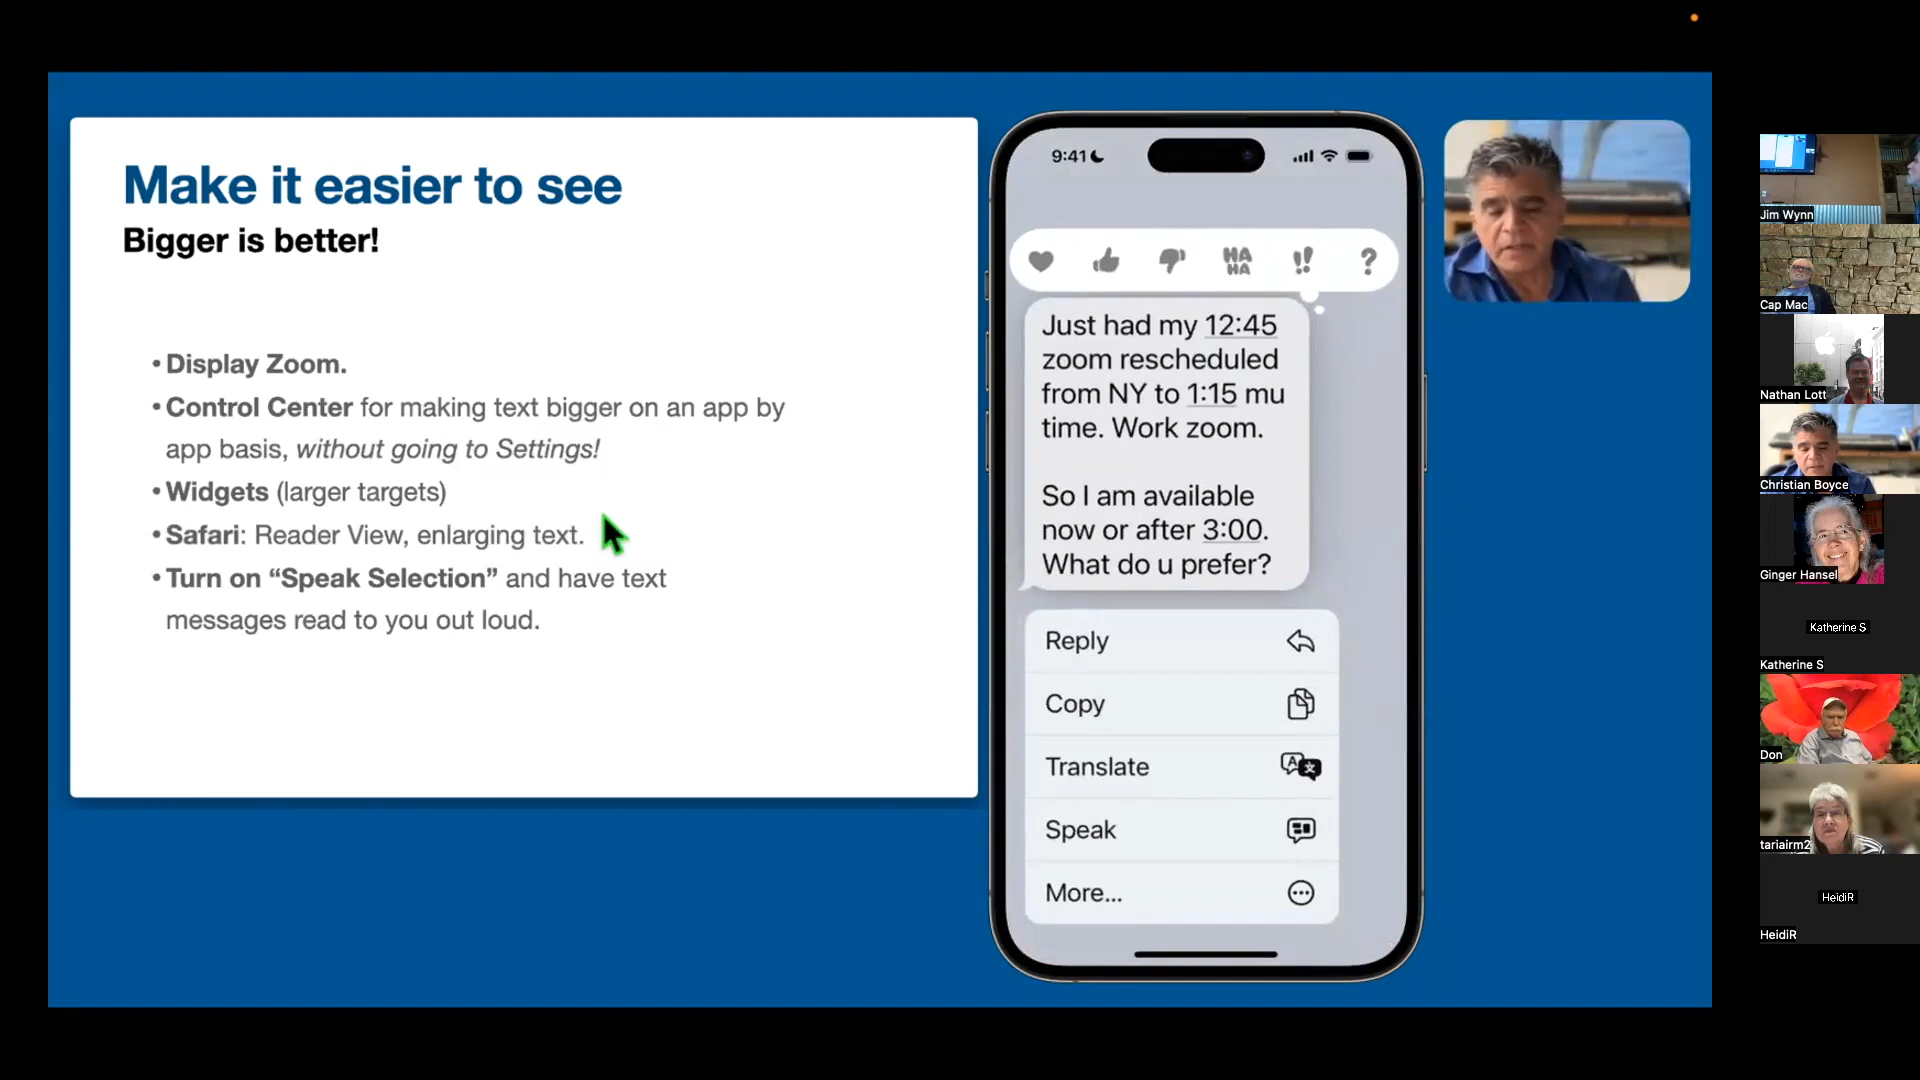 Make it easier to see
Bigger is better!
• Display Zoom.
• Control Center for making text bigger on an app by
app basis, without going to Settings!
• Widgets (larger targets)
• Safari: Reader View, enlarging text.
• Turn on “Speak Selection” and have text
messages read to you out loud.
9:41
HA
HA
!!
?
Just had my 12:45
zoom rescheduled
from NY to 1:15 mu
time. Work zoom.
So I am available
now or after 3:00.
What do u prefer?
Reply
Copy
Translate
Speak
More...
Jim Wynn
Cap Mac
Nathan Lott
Christian Boyce
Ginger Hansel
Katherine S
Katherine S
Don
tariairm2
HeidiR
HeidiR